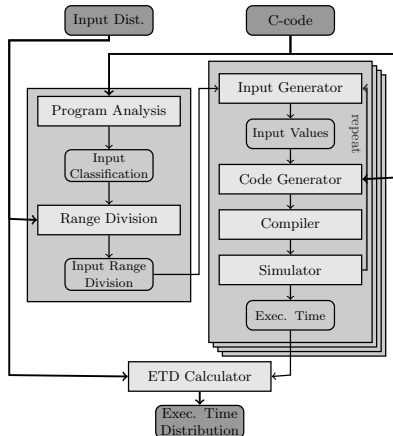 Input Dist.
C-code
Program Analysis
Input
Classification
Range Division
Input Range
Division
Input Generator
Input Values
repeat
Code Generator
Compiler
Simulator
Exec. Time
ETD Calculator
Exec. Time
Distribution